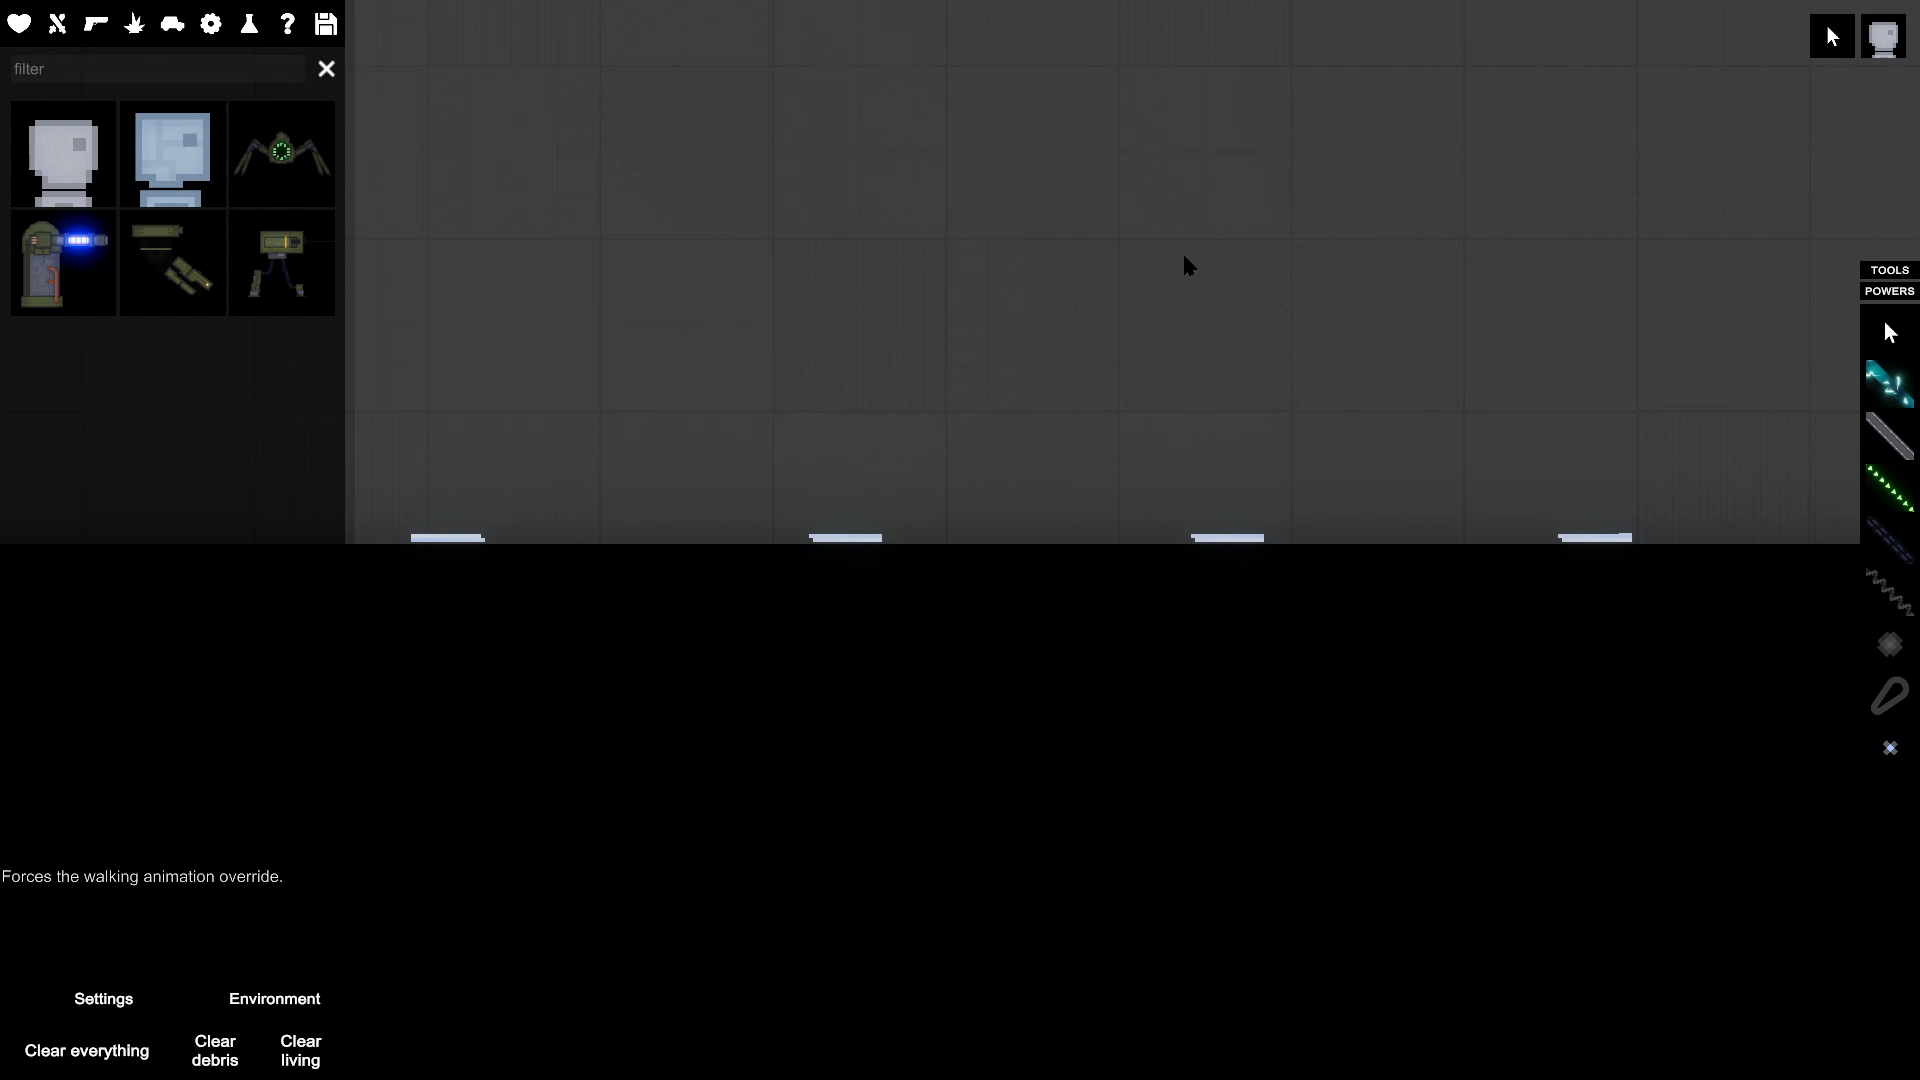 filter
TOOLS
POWERS
Forces the walking animation override.
Settings
Environment
Clear everything
Clear
debris
Clear
living